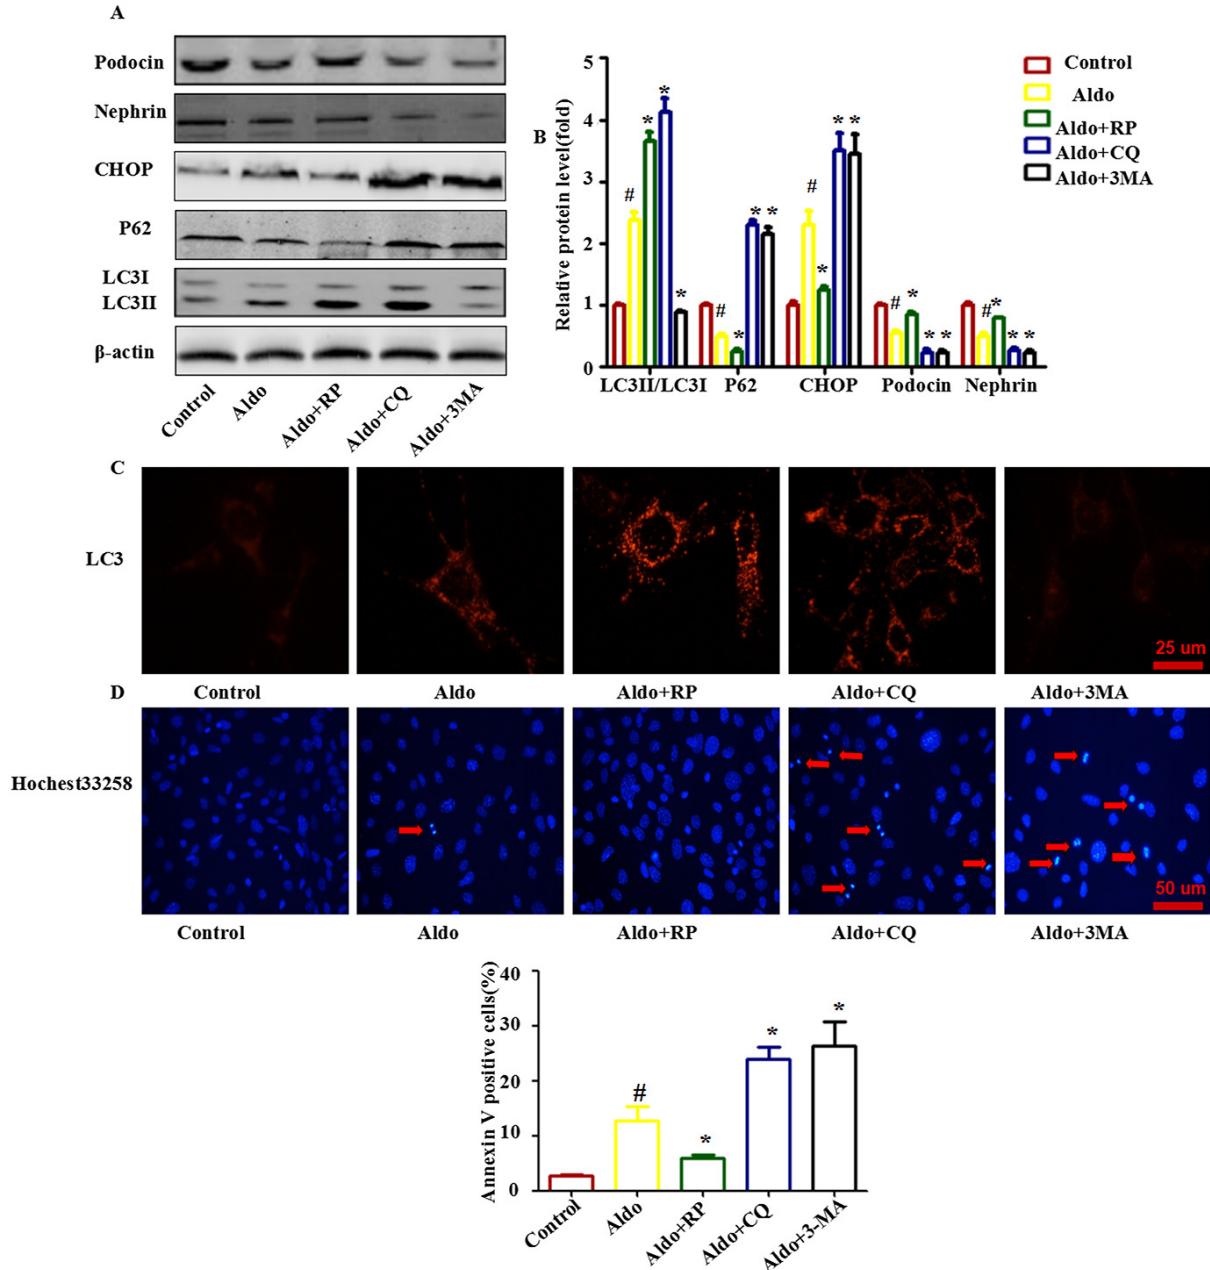 A
Podocin
Nephrin
CHOP
P62
LC3I
LC3II
β-actin
Control
Aldo
Aldo+RP
Aldo+CQ
Aldo+3MA
B
Relative protein level(fold)
5
4
3
2
1
0
# * * *
# * * *
# * * *
# * * *
# * * *
LC3II/LC3I P62 CHOP Podocin Nephrin
Control
Aldo
Aldo+RP
Aldo+CQ
Aldo+3MA
C
LC3
25 um
Control Aldo Aldo+RP Aldo+CQ Aldo+3MA
D
Hochest33258
50 um
Control Aldo Aldo+RP Aldo+CQ Aldo+3MA
Annexin V positive cells(%)
40
30
20
10
0
# * * *
Control
Aldo
Aldo+RP
Aldo+CQ
Aldo+3-MA